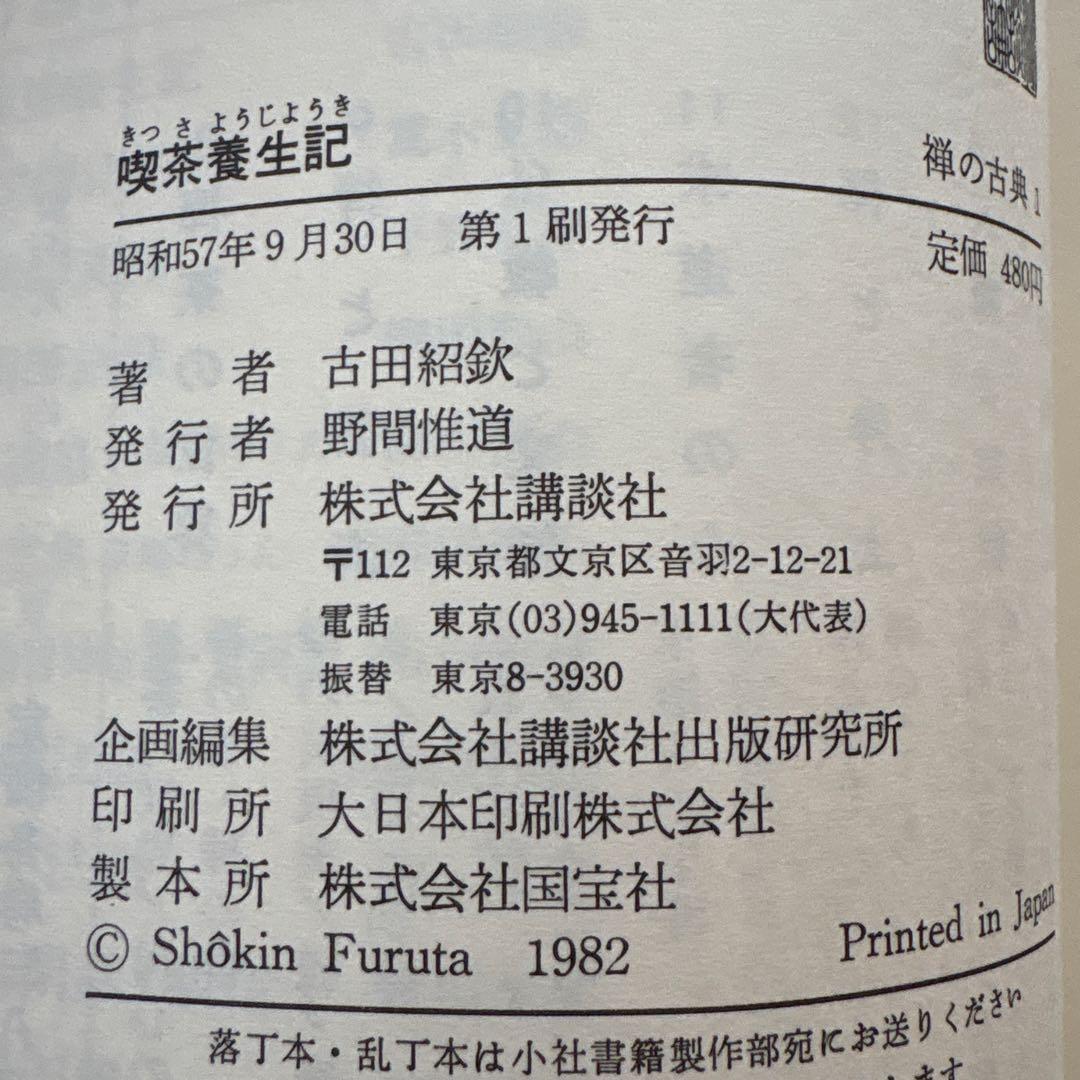 きつ さ ようじようき
喫茶養生記
禅の古典1
昭和57年9月30日 第1刷発行
定価 480円
著者 古田紹欽
発行者 野間惟道
発行所 株式会社講談社
〒112 東京都文京区音羽2-12-21
電話 東京(03)945-1111(大代表)
振替 東京8-3930
企画編集 株式会社講談社出版研究所
印刷所 大日本印刷株式会社
製本所 株式会社国宝社
© Shôkin Furuta 1982 Printed in Japan
落丁本・乱丁本は小社書籍製作部宛にお送りください